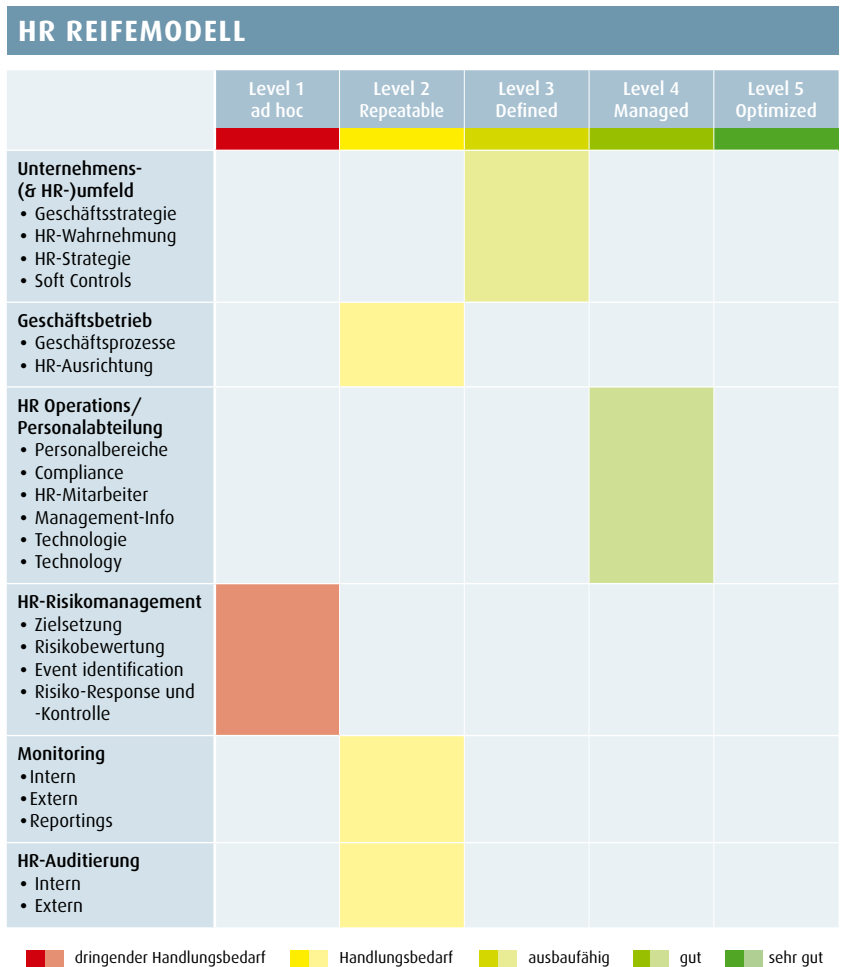 HR REIFEMODELL
Level 1 Level 2 Level 3 Level 4 Level 5
ad hoc Repeatable Defined Managed Optimized
Unternehmens-
(& HR-)umfeld
• Geschäftsstrategie
• HR-Wahrnehmung
• HR-Strategie
• Soft Controls
Geschäftsbetrieb
• Geschäftsprozesse
• HR-Ausrichtung
HR Operations/
Personalabteilung
• Personalbereiche
• Compliance
• HR-Mitarbeiter
• Management-Info
• Technologie
• Technology
HR-Risikomanagement
• Zielsetzung
• Risikobewertung
• Event identification
• Risiko-Response und
-Kontrolle
Monitoring
• Intern
• Extern
• Reportings
HR-Auditierung
• Intern
• Extern
dringender Handlungsbedarf Handlungsbedarf ausbaufähig gut sehr gut